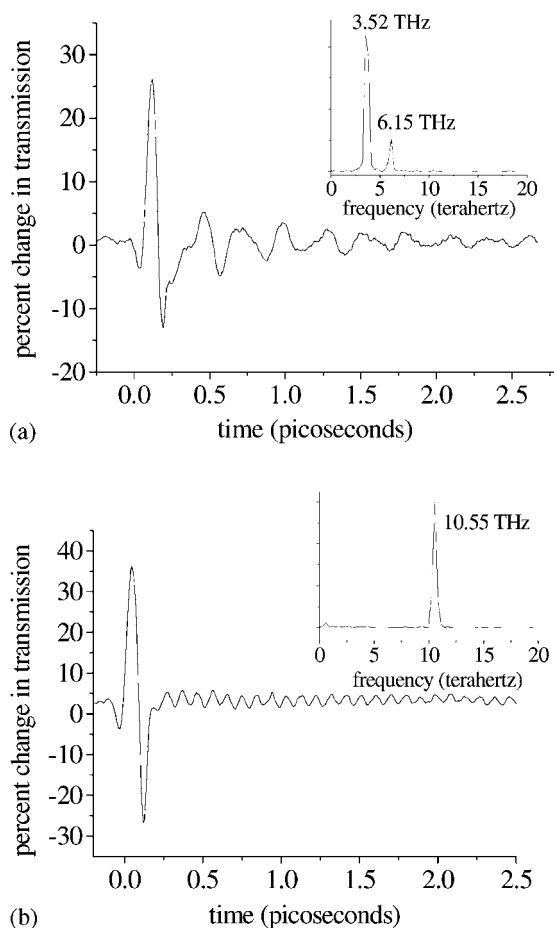 3.52 THz
6.15 THz
0 5 10 15 20
frequency (terahertz)
percent change in transmission
30
20
10
0
-10
-20
0.0 0.5 1.0 1.5 2.0 2.5
time (picoseconds)
(a)
10.55 THz
0 5 10 15 20
frequency (terahertz)
percent change in transmission
40
30
20
10
0
-10
-20
-30
0.0 0.5 1.0 1.5 2.0 2.5
time (picoseconds)
(b)